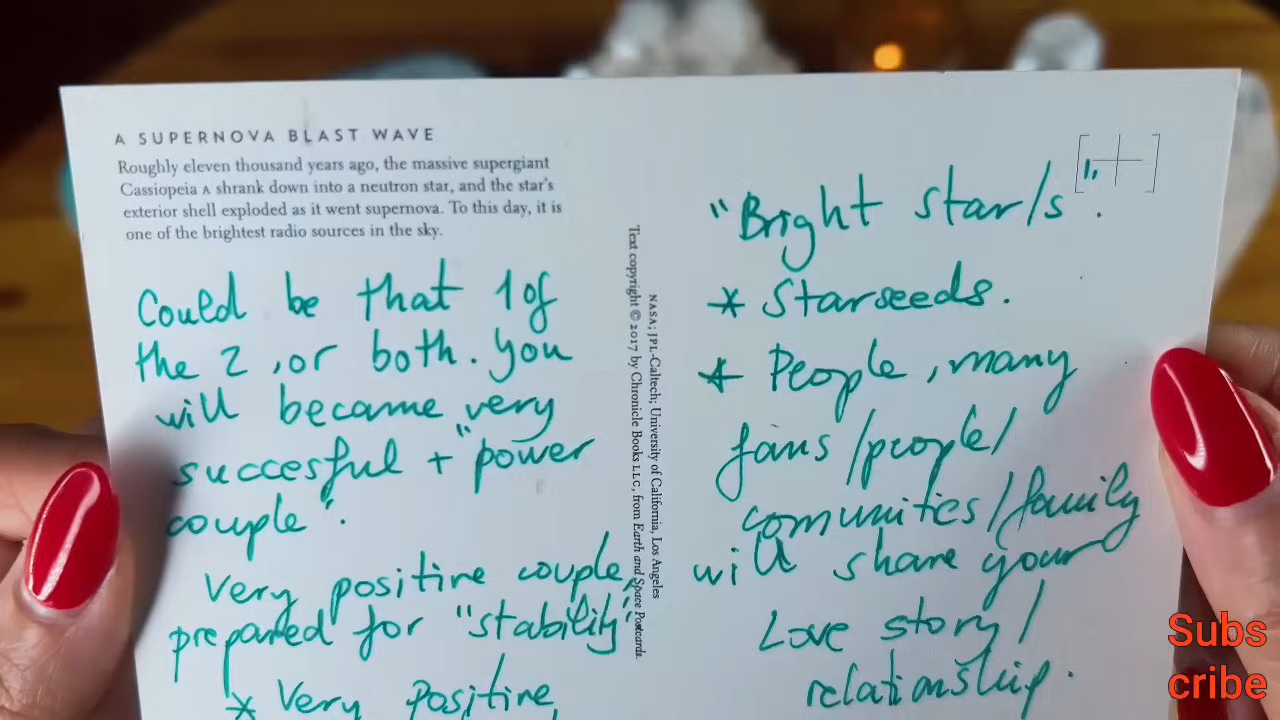 A SUPERNOVA BLAST WAVE
Roughly eleven thousand years ago, the massive supergiant
Cassiopeia A shrank down into a neutron star, and the star's
exterior shell exploded as it went supernova. To this day, it is
one of the brightest radio sources in the sky.
Could be that 1 of
the 2, or both. You
will became very
succesful + "power
couple".
Very positive couple,
prepared for "stability".
* Very Positive,
Text copyright © 2017 by Chronicle Books LLC, from Earth and Space Postcards.
NASA; JPL-Caltech; University of California, Los Angeles
"Bright star/s".
* Starseeds.
* People, many
fans/people/
comunities/family
will share your
Love story/
relationship.
Subs
cribe